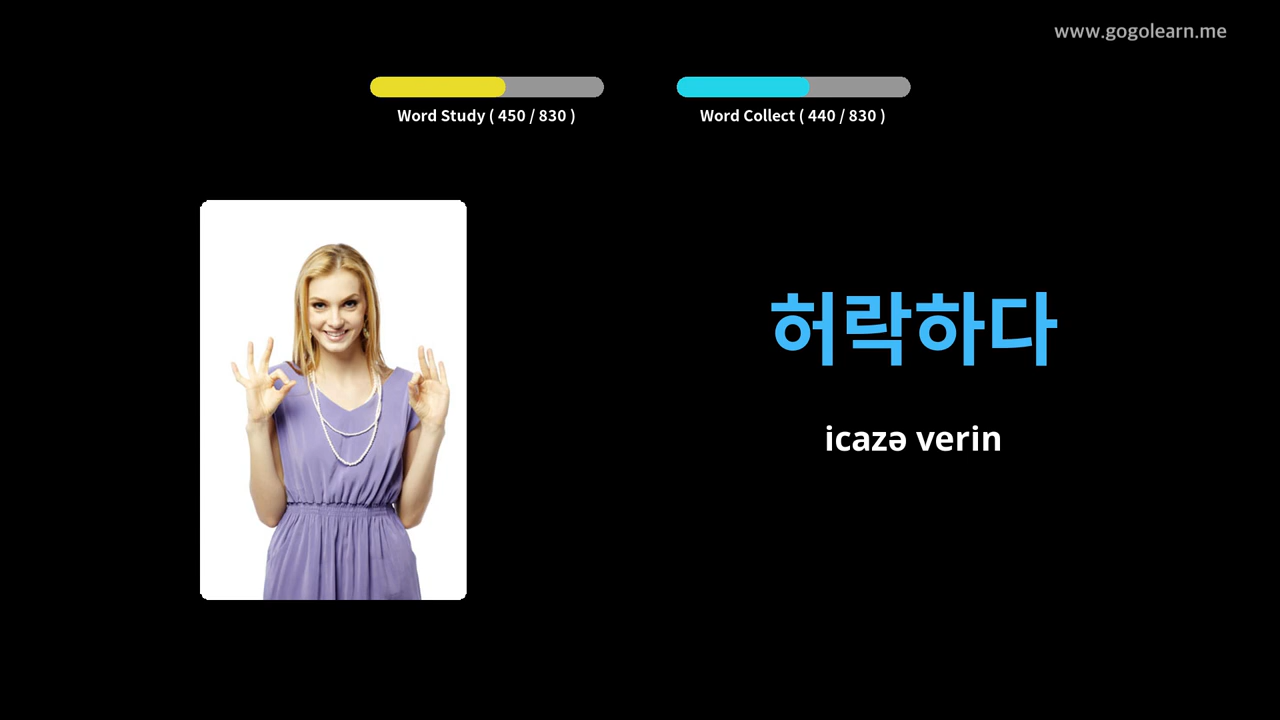 www.gogolearn.me
Word Study ( 450 / 830 )
Word Collect ( 440 / 830 )
허락하다
icazə verin